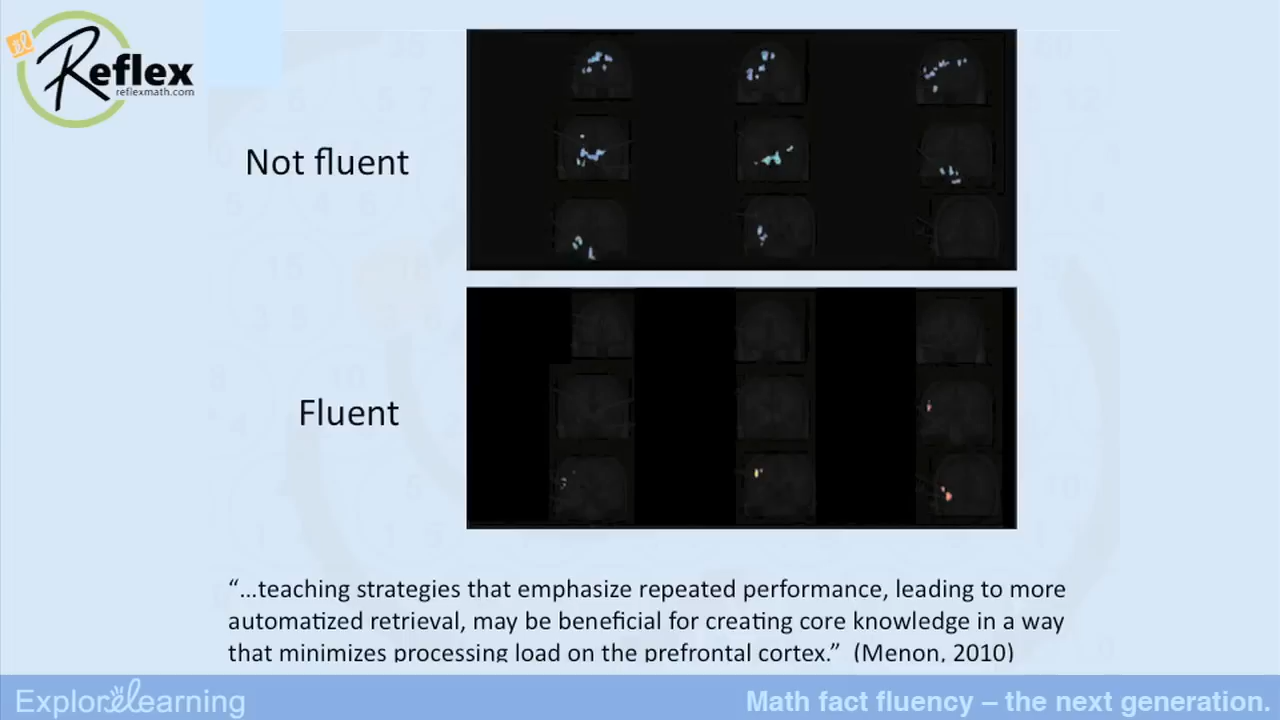 el
Reflex
reflexmath.com
Not fluent
Fluent
“...teaching strategies that emphasize repeated performance, leading to more
automatized retrieval, may be beneficial for creating core knowledge in a way
that minimizes processing load on the prefrontal cortex.” (Menon, 2010)
ExploreLearning
Math fact fluency – the next generation.